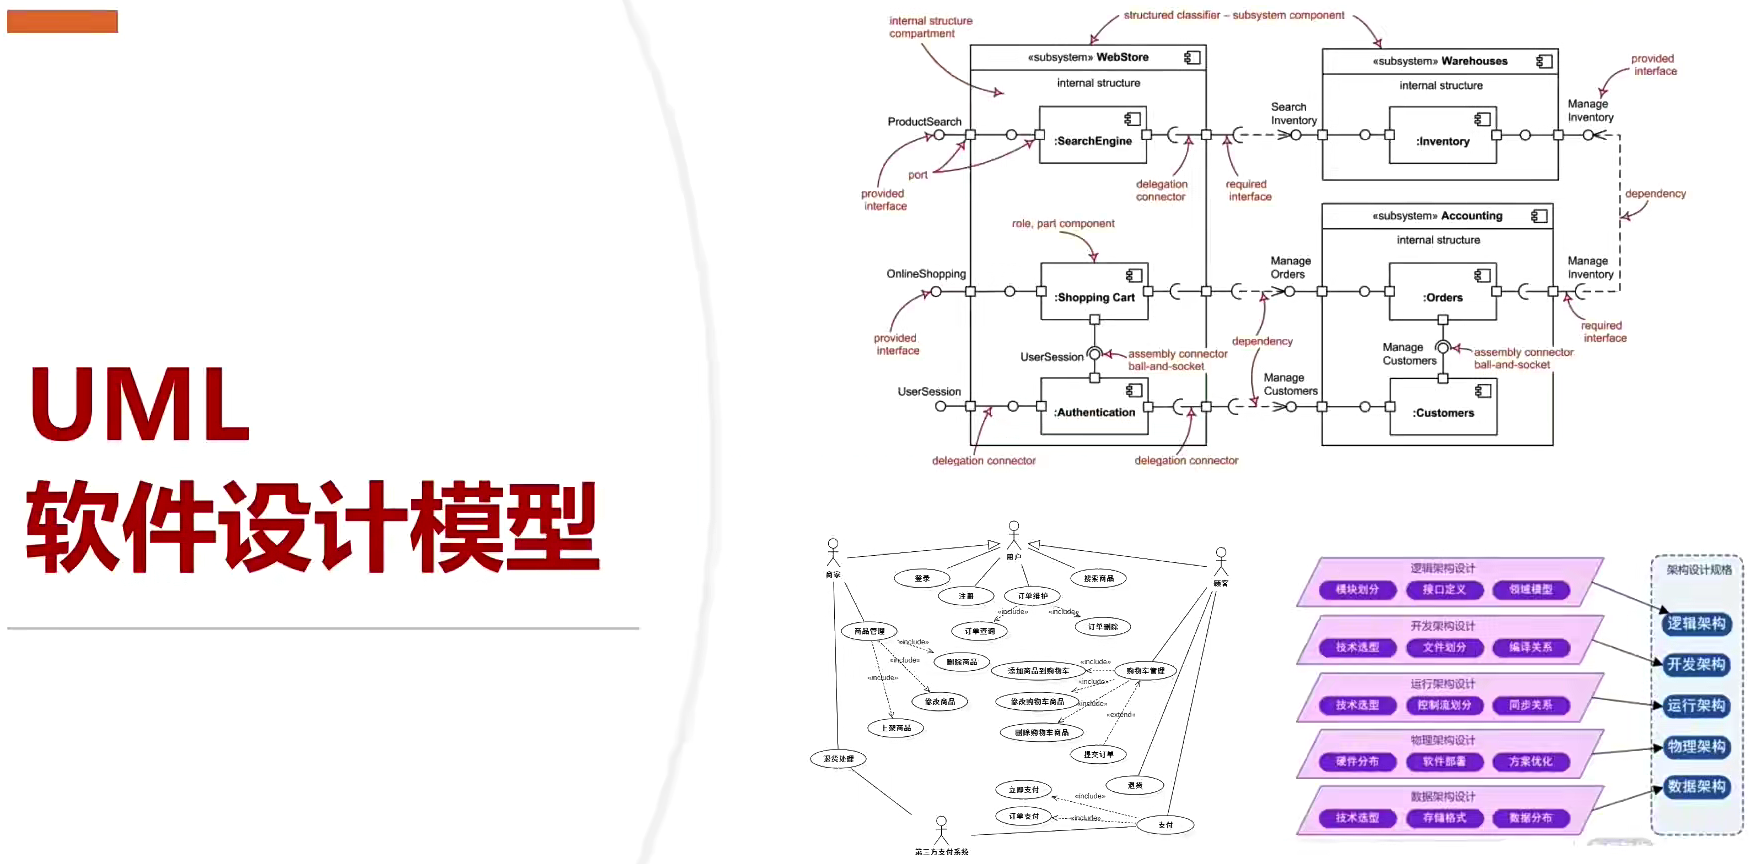 UML
软件设计模型
structured classifier – subsystem component
internal structure
compartment
«subsystem» WebStore
internal structure
«subsystem» Warehouses
internal structure
provided
interface
ProductSearch
:SearchEngine
Search
Inventory
:Inventory
Manage
Inventory
port
provided
interface
delegation
connector
required
interface
dependency
role, part component
«subsystem» Accounting
internal structure
OnlineShopping
:Shopping Cart
Manage
Orders
:Orders
Manage
Inventory
provided
interface
UserSession
assembly connector
ball-and-socket
dependency
Manage
Customers
assembly connector
ball-and-socket
required
interface
UserSession
:Authentication
Manage
Customers
:Customers
delegation connector
delegation connector
商家
用户
顾客
登录
注册
订单维护
搜索商品
«include»
«include»
订单查询
订单删除
商品管理
«include»
«include»
«include»
删除商品
修改商品
上架商品
添加商品到购物车
«include»
购物车管理
修改购物车商品
«include»
«include»
删除购物车商品
«extend»
提交订单
退货处理
退货
立即支付
«include»
订单支付
«include»
支付
第三方支付系统
逻辑架构设计
模块划分
接口定义
领域模型
开发架构设计
技术选型
文件划分
编译关系
运行架构设计
技术选型
控制流划分
同步关系
物理架构设计
硬件分布
软件部署
方案优化
数据架构设计
技术选型
存储格式
数据分布
架构设计规格
逻辑架构
开发架构
运行架构
物理架构
数据架构